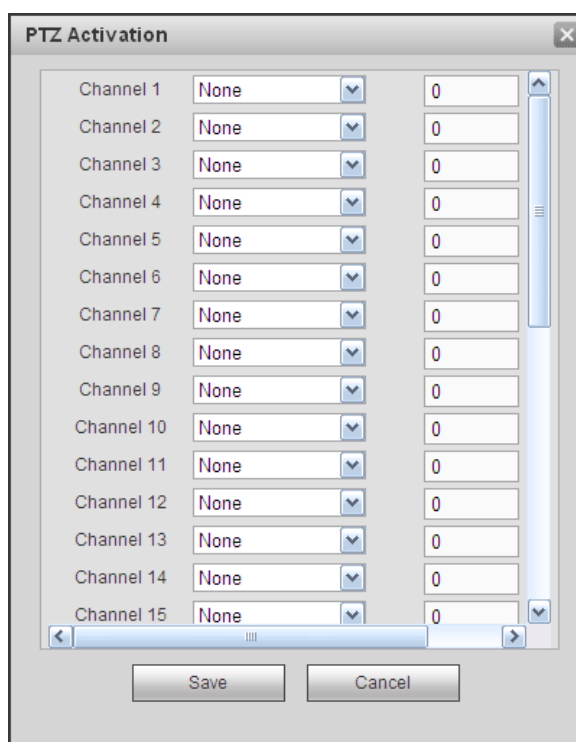 PTZ Activation
Channel 1 None 0
Channel 2 None 0
Channel 3 None 0
Channel 4 None 0
Channel 5 None 0
Channel 6 None 0
Channel 7 None 0
Channel 8 None 0
Channel 9 None 0
Channel 10 None 0
Channel 11 None 0
Channel 12 None 0
Channel 13 None 0
Channel 14 None 0
Channel 15 None 0
Save Cancel